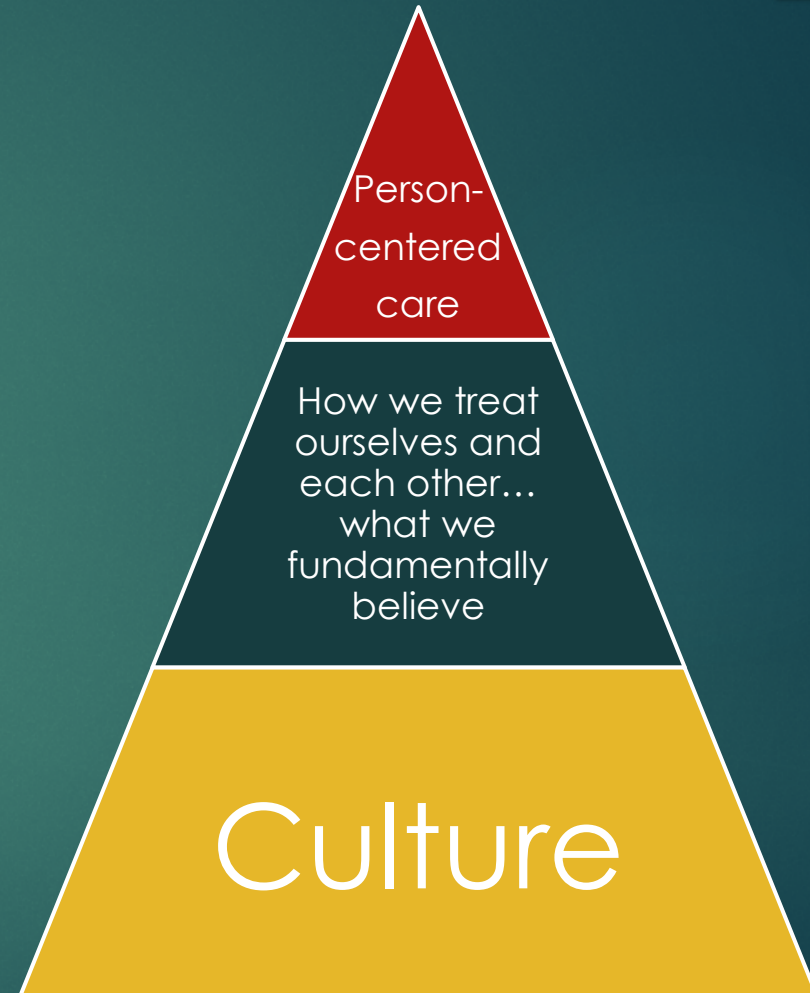 Person-
centered
care
How we treat
ourselves and
each other…
what we
fundamentally
believe
Culture